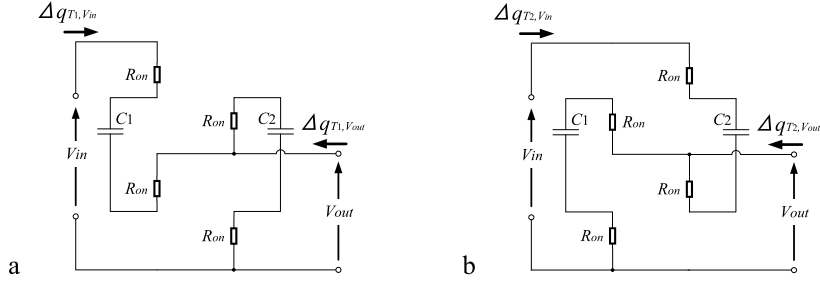 Δq_{T1,Vin}
Ron
C1
Vin
Ron
Ron
C2
Δq_{T1,Vout}
Ron
Vout
a
Δq_{T2,Vin}
Ron
C1
Ron
C2
Δq_{T2,Vout}
Vin
Ron
Vout
Ron
b